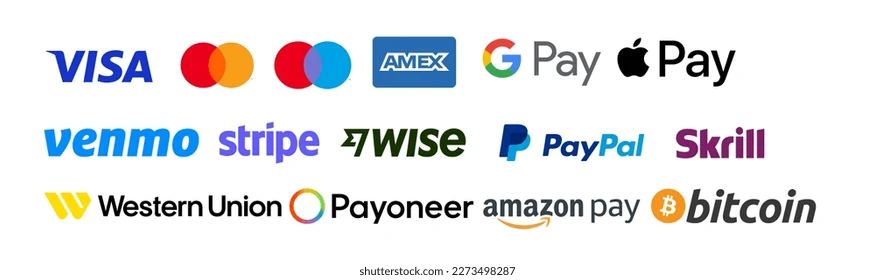 VISA AMEX G Pay Pay
venmo stripe WISE PayPal Skrill
Western Union Payoneer amazon pay bitcoin
shutterstock.com · 2273498287